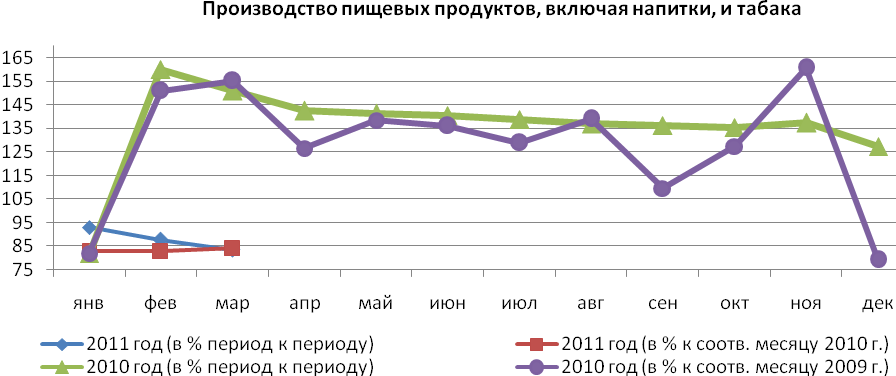 Производство пищевых продуктов, включая напитки, и табака
165
155
145
135
125
115
105
95
85
75
янв фев мар апр май июн июл авг сен окт ноя дек
2011 год (в % период к периоду) 2011 год (в % к соотв. месяцу 2010 г.)
2010 год (в % период к периоду) 2010 год (в % к соотв. месяцу 2009 г.)